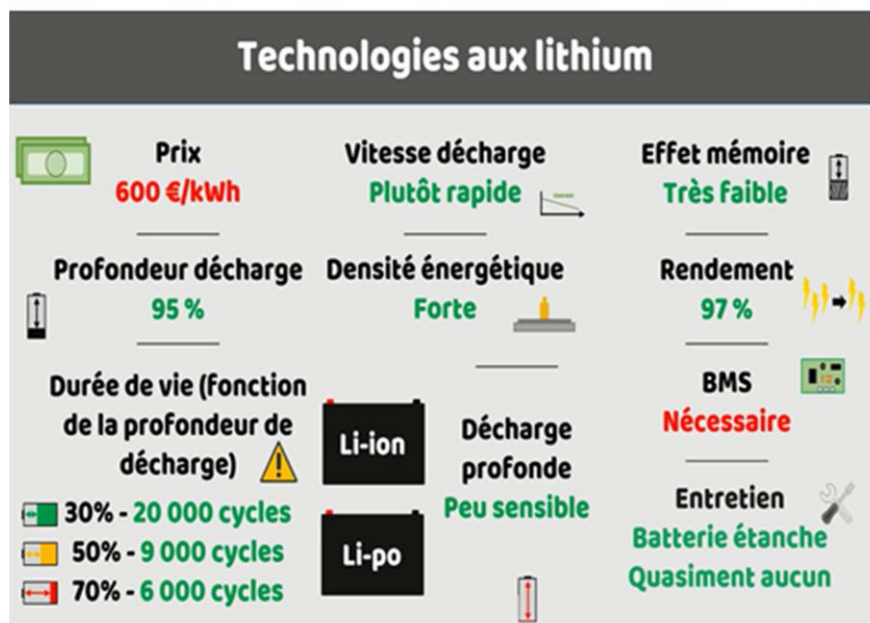 Technologies aux lithium
Prix
600 €/kWh
Vitesse décharge
Plutôt rapide
Effet mémoire
Très faible
Profondeur décharge
95 %
Densité énergétique
Forte
Rendement
97 %
Durée de vie (fonction
de la profondeur de
décharge)
30% - 20 000 cycles
50% - 9 000 cycles
70% - 6 000 cycles
Li-ion
Li-po
Décharge
profonde
Peu sensible
BMS
Nécessaire
Entretien
Batterie étanche
Quasiment aucun